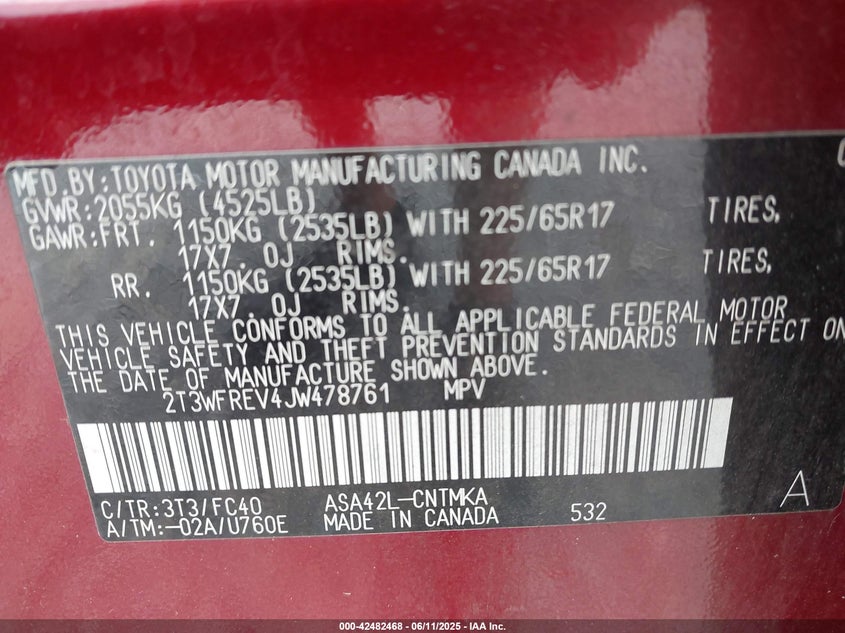 MFD.BY:TOYOTA MOTOR MANUFACTURING CANADA INC.
GVWR:2055KG (4525LB)
GAWR:FRT. 1150KG (2535LB) WITH 225/65R17 TIRES,
17X7. OJ RIMS.
RR. 1150KG (2535LB) WITH 225/65R17 TIRES,
17X7. OJ RIMS.
THIS VEHICLE CONFORMS TO ALL APPLICABLE FEDERAL MOTOR
VEHICLE SAFETY AND THEFT PREVENTION STANDARDS IN EFFECT ON
THE DATE OF MANUFACTURE SHOWN ABOVE.
2T3WFREV4JW478761 MPV
C/TR:3T3/FC40 ASA42L-CNTMKA
A/TM:-02A/U760E MADE IN CANADA 532 A
000-42482468 - 06/11/2025 - IAA Inc.